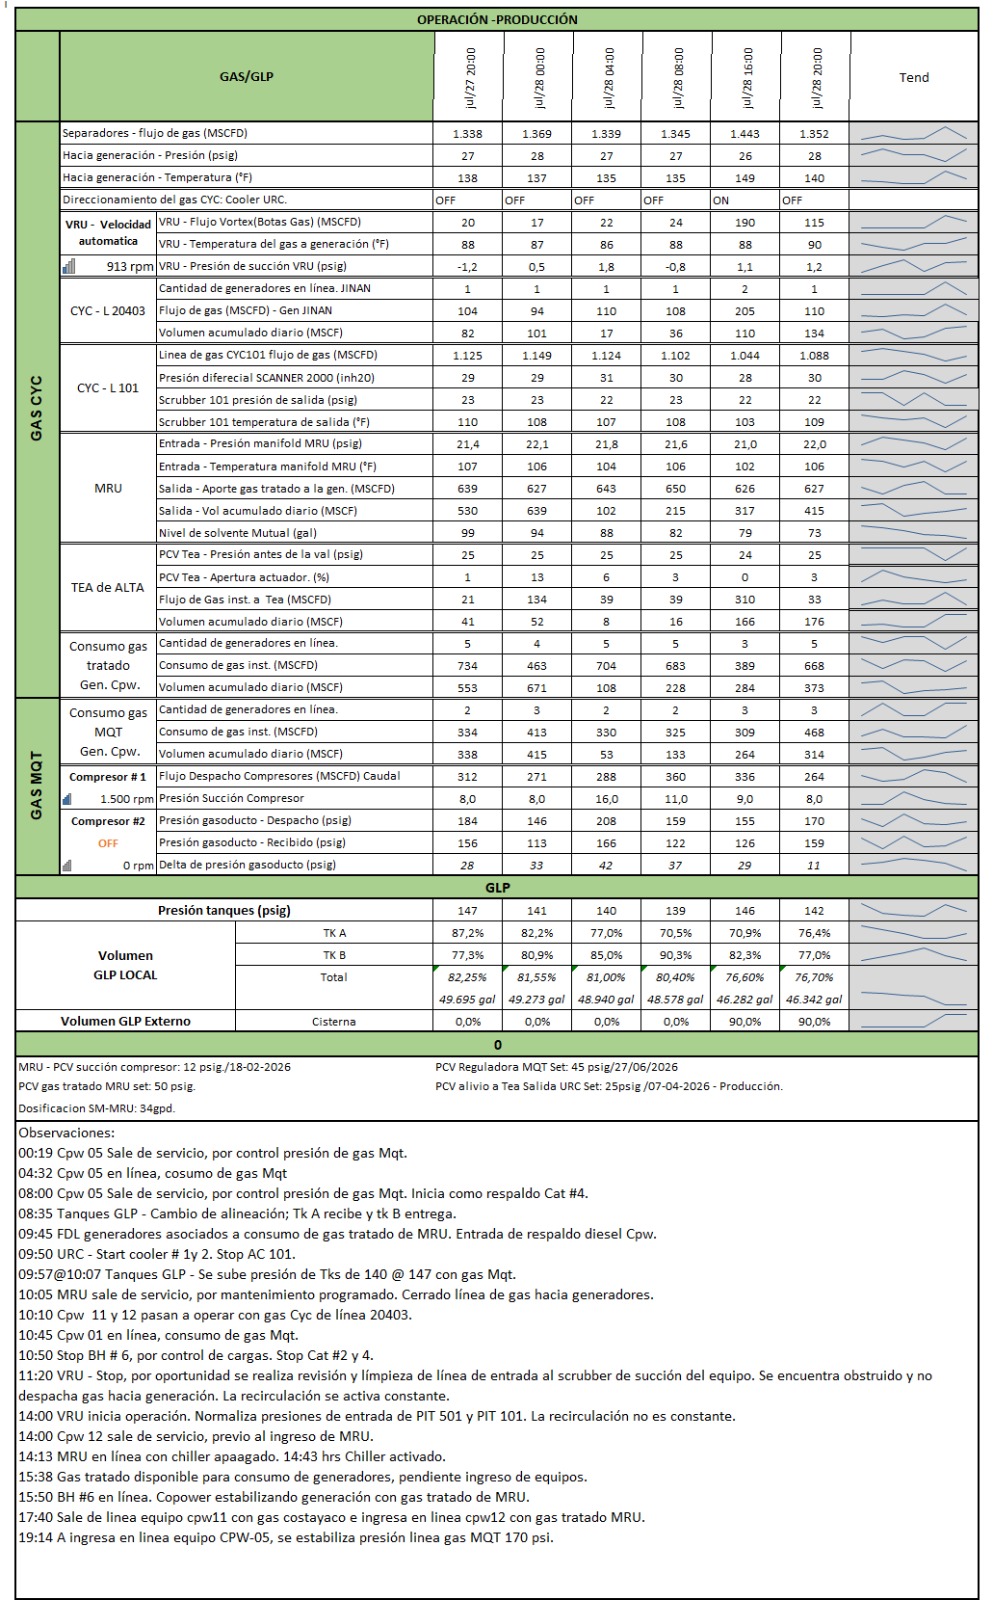 OPERACIÓN -PRODUCCIÓN
GAS/GLP jul/27 20:00 jul/28 00:00 jul/28 04:00 jul/28 08:00 jul/28 16:00 jul/28 20:00 Tend
GAS CYC
Separadores - flujo de gas (MSCFD) 1.338 1.369 1.339 1.345 1.443 1.352
Hacia generación - Presión (psig) 27 28 27 27 26 28
Hacia generación - Temperatura (°F) 138 137 135 135 149 140
Direccionamiento del gas CYC: Cooler URC. OFF OFF OFF OFF ON OFF
VRU - Velocidad automatica
913 rpm
VRU - Flujo Vortex(Botas Gas) (MSCFD) 20 17 22 24 190 115
VRU - Temperatura del gas a generación (°F) 88 87 86 88 88 90
VRU - Presión de succión VRU (psig) -1,2 0,5 1,8 -0,8 1,1 1,2
CYC - L 20403
Cantidad de generadores en línea. JINAN 1 1 1 1 2 1
Flujo de gas (MSCFD) - Gen JINAN 104 94 110 108 205 110
Volumen acumulado diario (MSCF) 82 101 17 36 110 134
CYC - L 101
Linea de gas CYC101 flujo de gas (MSCFD) 1.125 1.149 1.124 1.102 1.044 1.088
Presión diferecial SCANNER 2000 (inh20) 29 29 31 30 28 30
Scrubber 101 presión de salida (psig) 23 23 22 23 22 22
Scrubber 101 temperatura de salida (°F) 110 108 107 108 103 109
MRU
Entrada - Presión manifold MRU (psig) 21,4 22,1 21,8 21,6 21,0 22,0
Entrada - Temperatura manifold MRU (°F) 107 106 104 106 102 106
Salida - Aporte gas tratado a la gen. (MSCFD) 639 627 643 650 626 627
Salida - Vol acumulado diario (MSCF) 530 639 102 215 317 415
Nivel de solvente Mutual (gal) 99 94 88 82 79 73
TEA de ALTA
PCV Tea - Presión antes de la val (psig) 25 25 25 25 24 25
PCV Tea - Apertura actuador. (%) 1 13 6 3 0 3
Flujo de Gas inst. a Tea (MSCFD) 21 134 39 39 310 33
Volumen acumulado diario (MSCF) 41 52 8 16 166 176
Consumo gas tratado Gen. Cpw.
Cantidad de generadores en línea. 5 4 5 5 3 5
Consumo de gas inst. (MSCFD) 734 463 704 683 389 668
Volumen acumulado diario (MSCF) 553 671 108 228 284 373
GAS MQT
Consumo gas MQT Gen. Cpw.
Cantidad de generadores en línea. 2 3 2 2 3 3
Consumo de gas inst. (MSCFD) 334 413 330 325 309 468
Volumen acumulado diario (MSCF) 338 415 53 133 264 314
Compresor # 1 Flujo Despacho Compresores (MSCFD) Caudal 312 271 288 360 336 264
1.500 rpm Presión Succión Compresor 8,0 8,0 16,0 11,0 9,0 8,0
Compresor #2 Presión gasoducto - Despacho (psig) 184 146 208 159 155 170
OFF Presión gasoducto - Recibido (psig) 156 113 166 122 126 159
0 rpm Delta de presión gasoducto (psig) 28 33 42 37 29 11
GLP
Presión tanques (psig) 147 141 140 139 146 142
Volumen GLP LOCAL
TK A 87,2% 82,2% 77,0% 70,5% 70,9% 76,4%
TK B 77,3% 80,9% 85,0% 90,3% 82,3% 77,0%
Total 82,25% 81,55% 81,00% 80,40% 76,60% 76,70%
49.695 gal 49.273 gal 48.940 gal 48.578 gal 46.282 gal 46.342 gal
Volumen GLP Externo Cisterna 0,0% 0,0% 0,0% 0,0% 90,0% 90,0%
0
MRU - PCV succión compresor: 12 psig./18-02-2026 PCV Reguladora MQT Set: 45 psig/27/06/2026
PCV gas tratado MRU set: 50 psig. PCV alivio a Tea Salida URC Set: 25psig /07-04-2026 - Producción.
Dosificacion SM-MRU: 34gpd.
Observaciones:
00:19 Cpw 05 Sale de servicio, por control presión de gas Mqt.
04:32 Cpw 05 en línea, cosumo de gas Mqt
08:00 Cpw 05 Sale de servicio, por control presión de gas Mqt. Inicia como respaldo Cat #4.
08:35 Tanques GLP - Cambio de alineación; Tk A recibe y tk B entrega.
09:45 FDL generadores asociados a consumo de gas tratado de MRU. Entrada de respaldo diesel Cpw.
09:50 URC - Start cooler # 1y 2. Stop AC 101.
09:57@10:07 Tanques GLP - Se sube presión de Tks de 140 @ 147 con gas Mqt.
10:05 MRU sale de servicio, por mantenimiento programado. Cerrado línea de gas hacia generadores.
10:10 Cpw  11 y 12 pasan a operar con gas Cyc de línea 20403.
10:45 Cpw 01 en línea, consumo de gas Mqt.
10:50 Stop BH # 6, por control de cargas. Stop Cat #2 y 4.
11:20 VRU - Stop, por oportunidad se realiza revisión y límpieza de línea de entrada al scrubber de succión del equipo. Se encuentra obstruido y no
despacha gas hacia generación. La recirculación se activa constante.
14:00 VRU inicia operación. Normaliza presiones de entrada de PIT 501 y PIT 101. La recirculación no es constante.
14:00 Cpw 12 sale de servicio, previo al ingreso de MRU.
14:13 MRU en línea con chiller apaagado. 14:43 hrs Chiller activado.
15:38 Gas tratado disponible para consumo de generadores, pendiente ingreso de equipos.
15:50 BH #6 en línea. Copower estabilizando generación con gas tratado de MRU.
17:40 Sale de linea equipo cpw11 con gas costayaco e ingresa en linea cpw12 con gas tratado MRU.
19:14 A ingresa en linea equipo CPW-05, se estabiliza presión linea gas MQT 170 psi.